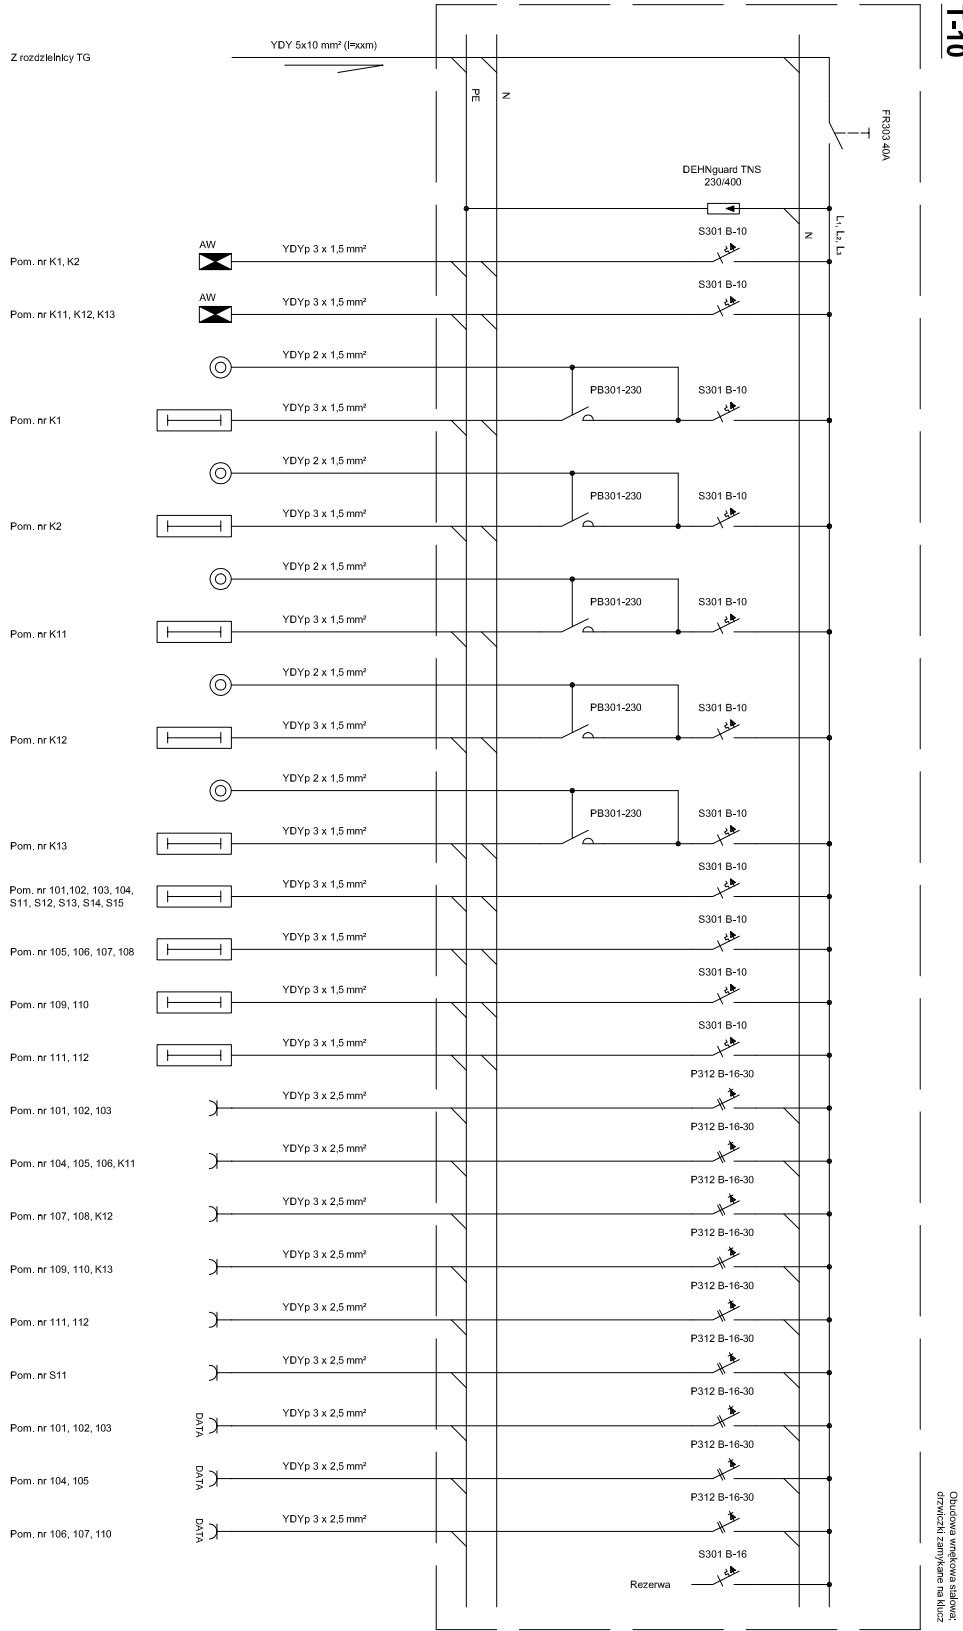 T-10
Z rozdzielnicy TG
YDY 5x10 mm² (l=xxm)
PE
N
FR303 40A
DEHNguard TNS
230/400
L1, L2, L3
N
Pom. nr K1, K2
AW
YDYp 3 x 1,5 mm²
S301 B-10
Pom. nr K11, K12, K13
AW
YDYp 3 x 1,5 mm²
S301 B-10
YDYp 2 x 1,5 mm²
Pom. nr K1
YDYp 3 x 1,5 mm²
PB301-230
S301 B-10
YDYp 2 x 1,5 mm²
Pom. nr K2
YDYp 3 x 1,5 mm²
PB301-230
S301 B-10
YDYp 2 x 1,5 mm²
Pom. nr K11
YDYp 3 x 1,5 mm²
PB301-230
S301 B-10
YDYp 2 x 1,5 mm²
Pom. nr K12
YDYp 3 x 1,5 mm²
PB301-230
S301 B-10
YDYp 2 x 1,5 mm²
Pom. nr K13
YDYp 3 x 1,5 mm²
PB301-230
S301 B-10
Pom. nr 101,102, 103, 104,
S11, S12, S13, S14, S15
YDYp 3 x 1,5 mm²
S301 B-10
Pom. nr 105, 106, 107, 108
YDYp 3 x 1,5 mm²
S301 B-10
Pom. nr 109, 110
YDYp 3 x 1,5 mm²
S301 B-10
Pom. nr 111, 112
YDYp 3 x 1,5 mm²
S301 B-10
Pom. nr 101, 102, 103
YDYp 3 x 2,5 mm²
P312 B-16-30
Pom. nr 104, 105, 106, K11
YDYp 3 x 2,5 mm²
P312 B-16-30
Pom. nr 107, 108, K12
YDYp 3 x 2,5 mm²
P312 B-16-30
Pom. nr 109, 110, K13
YDYp 3 x 2,5 mm²
P312 B-16-30
Pom. nr 111, 112
YDYp 3 x 2,5 mm²
P312 B-16-30
Pom. nr S11
YDYp 3 x 2,5 mm²
P312 B-16-30
Pom. nr 101, 102, 103
DATA
YDYp 3 x 2,5 mm²
P312 B-16-30
Pom. nr 104, 105
DATA
YDYp 3 x 2,5 mm²
P312 B-16-30
Pom. nr 106, 107, 110
DATA
YDYp 3 x 2,5 mm²
P312 B-16-30
Rezerwa
S301 B-16
Obudowa wnękowa stalowa;
drzwiczki zamykane na klucz